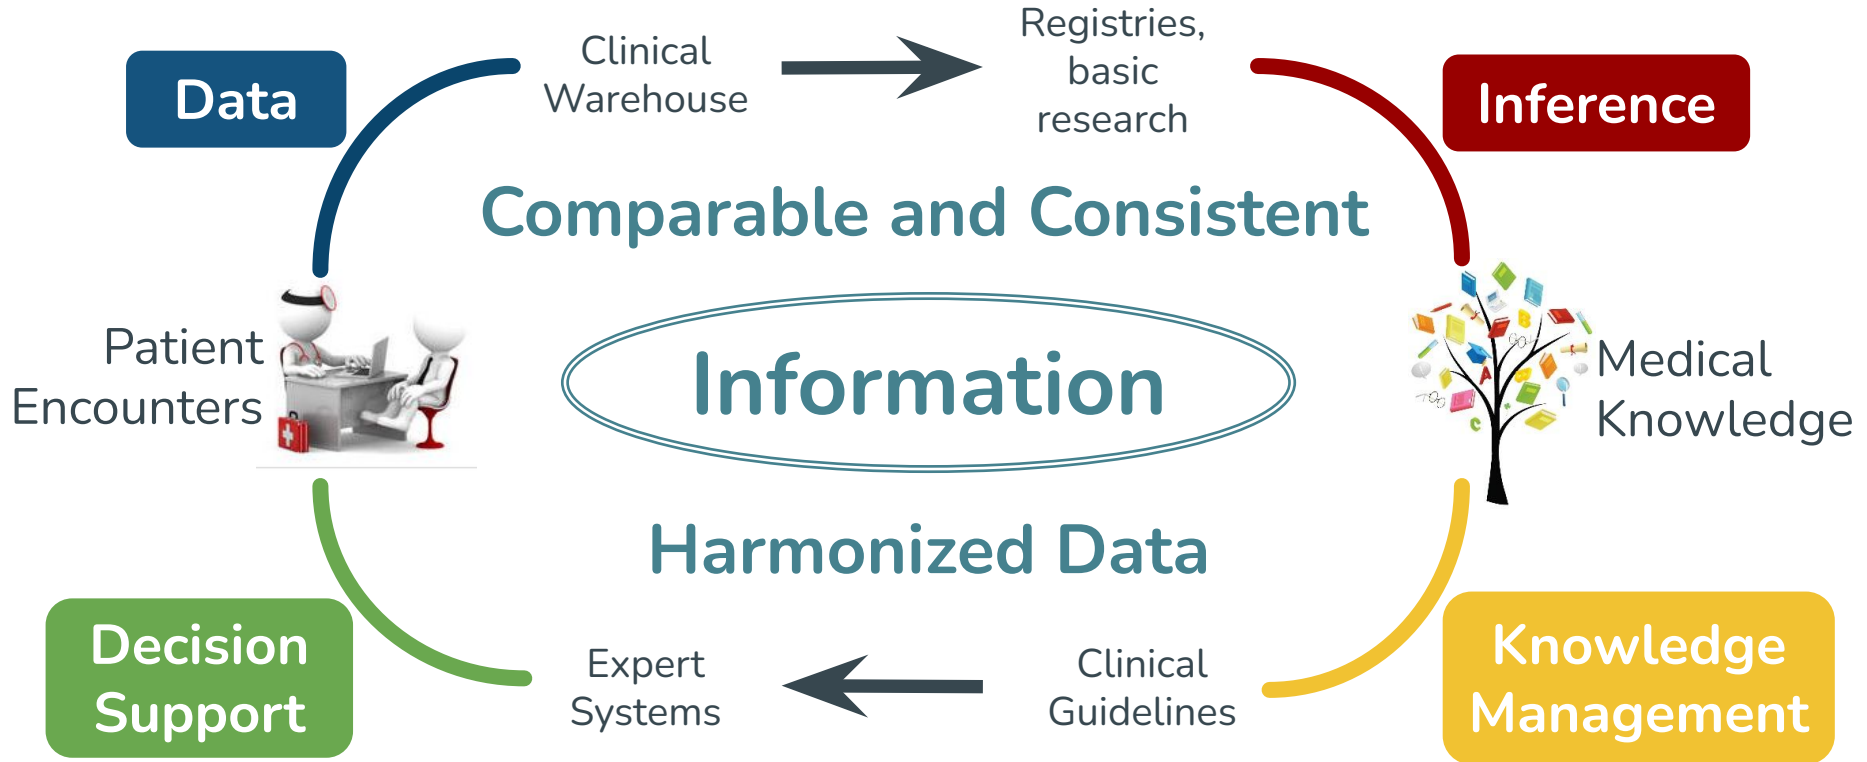 Data
Clinical
Warehouse
Registries,
basic
research
Inference
Comparable and Consistent
Patient
Encounters
Information
Medical
Knowledge
Harmonized Data
Decision
Support
Expert
Systems
Clinical
Guidelines
Knowledge
Management